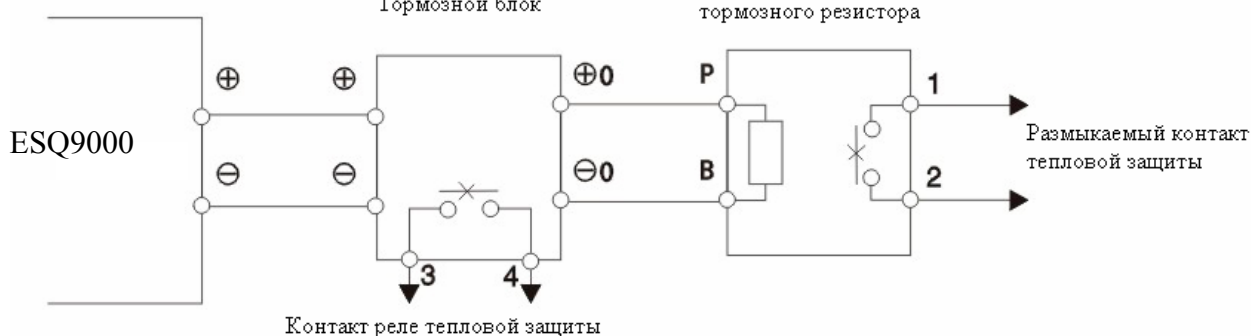 Тормозной блок
тормозного резистора
⊕ ⊕ ⊕0 P 1
ESQ9000
Размыкаемый контакт
тепловой защиты
⊖ ⊖ ⊖0 B 2
3 4
Контакт реле тепловой защиты